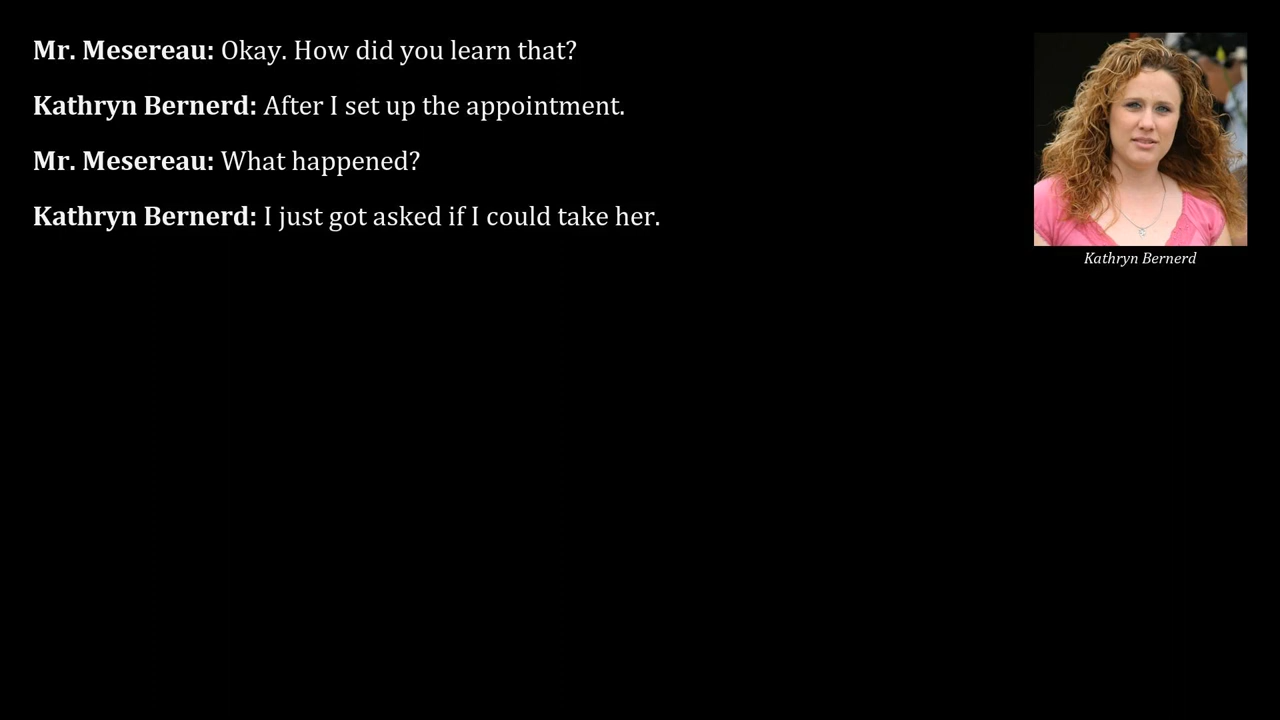 Mr. Mesereau: Okay. How did you learn that?
Kathryn Bernerd: After I set up the appointment.
Mr. Mesereau: What happened?
Kathryn Bernerd: I just got asked if I could take her.
Kathryn Bernerd